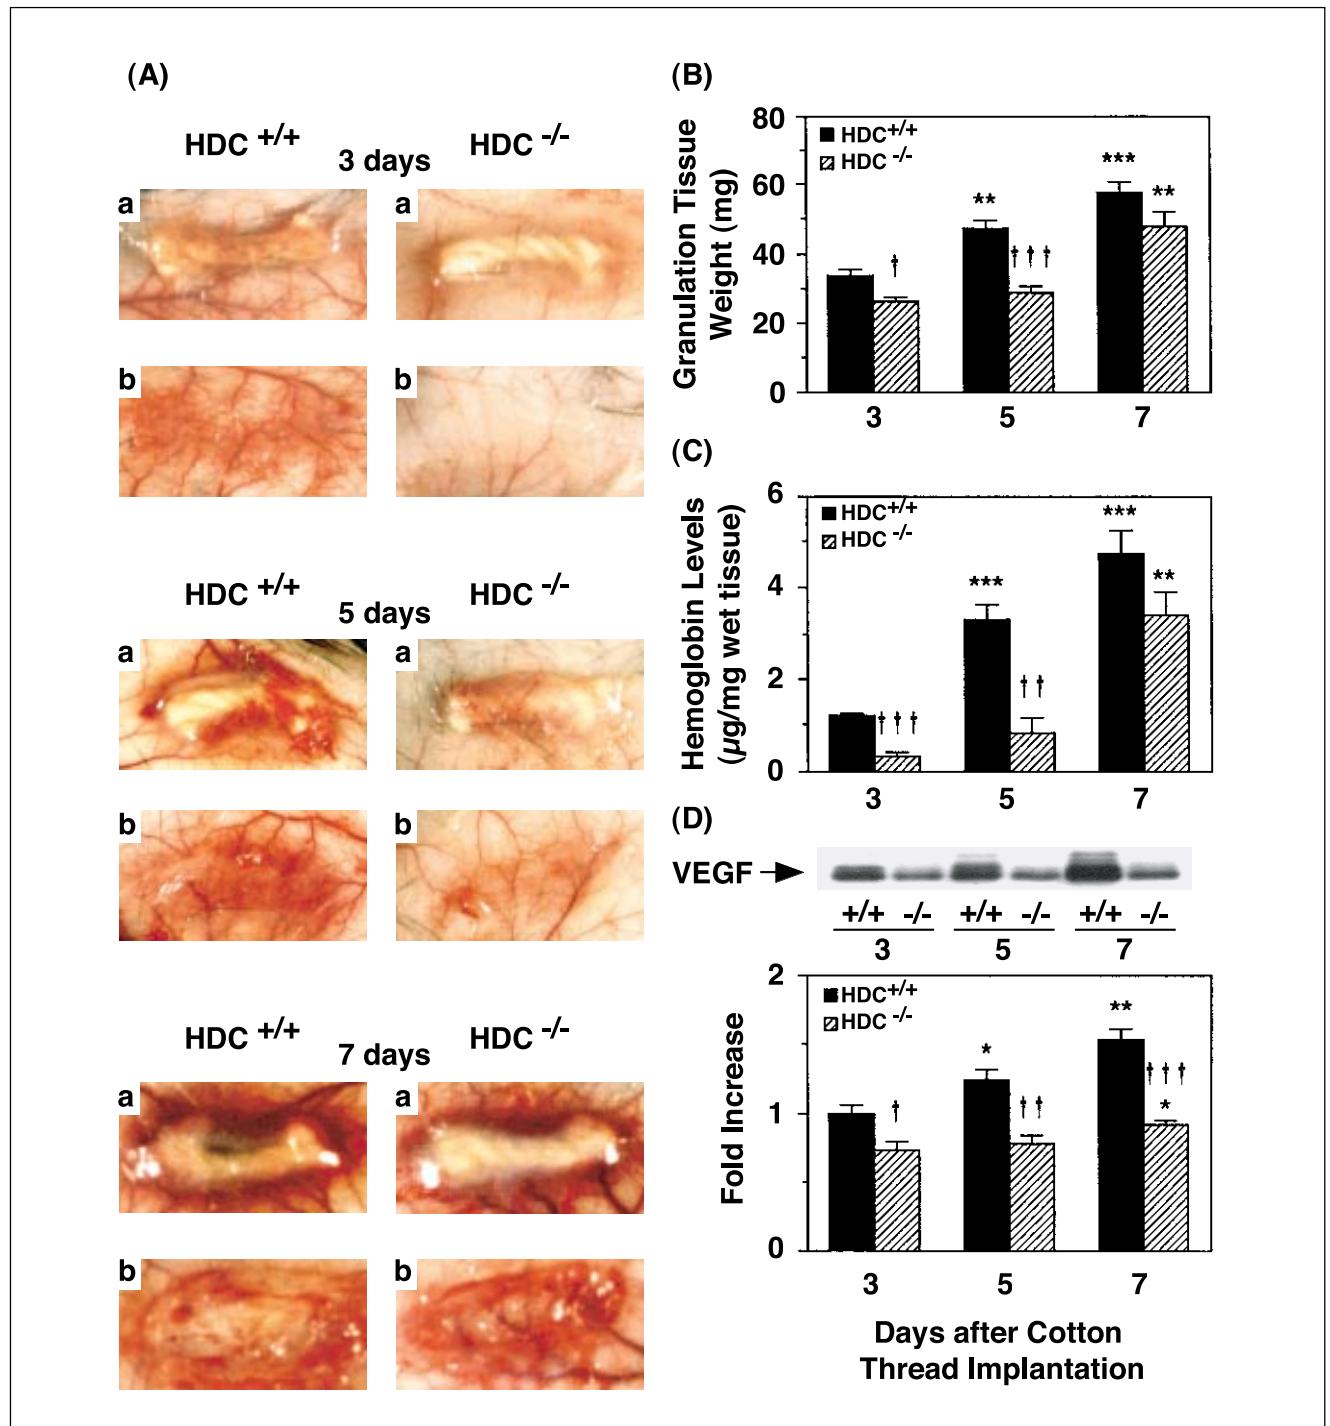 (A)
HDC +/+ HDC -/-
3 days
a a
b b
HDC +/+ HDC -/-
5 days
a a
b b
HDC +/+ HDC -/-
7 days
a a
b b
(B)
Granulation Tissue
Weight (mg)
80
60
40
20
0
HDC+/+
HDC -/-
†
**
†††
***
**
3 5 7
(C)
Hemoglobin Levels
(µg/mg wet tissue)
6
4
2
0
HDC+/+
HDC -/-
†††
***
††
***
**
3 5 7
(D)
VEGF
+/+ -/- +/+ -/- +/+ -/-
3 5 7
Fold Increase
2
1
0
HDC+/+
HDC -/-
†
*
††
**
†††
*
3 5 7
Days after Cotton
Thread Implantation